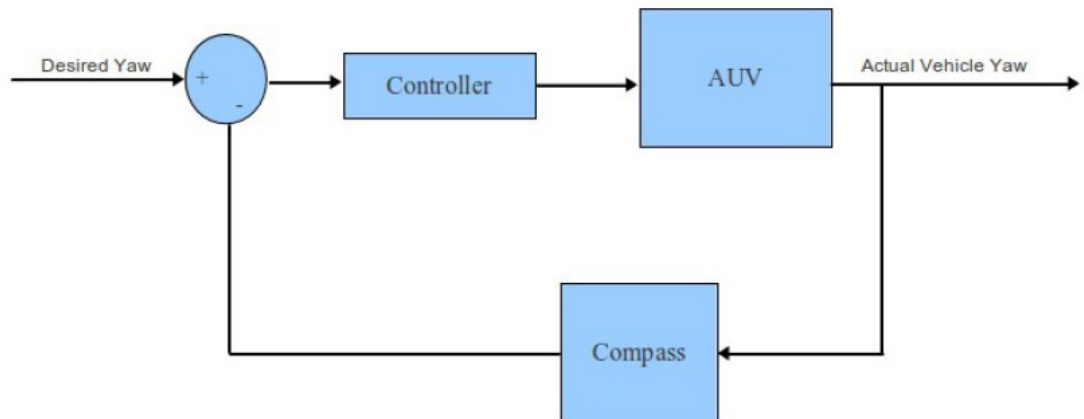 Desired Yaw
+
-
Controller
AUV
Actual Vehicle Yaw
Compass